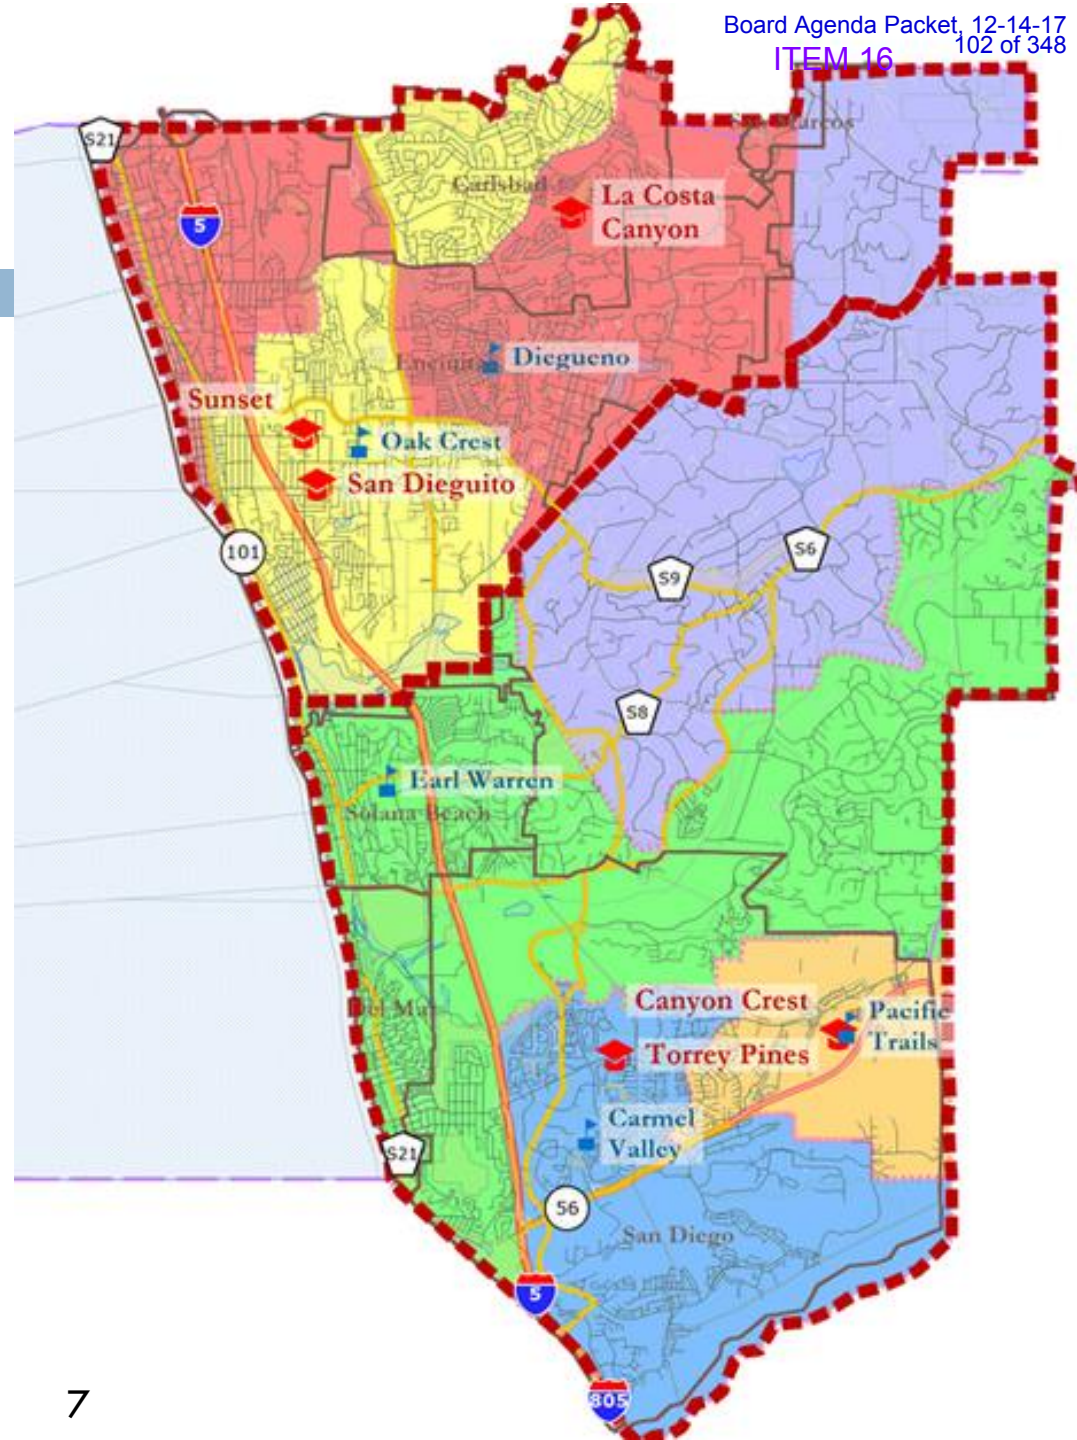 Board Agenda Packet, 12-14-17
102 of 348
ITEM 16
San Marcos
S21
Carlsbad
La Costa
Canyon
5
Diegueno
Sunset
Oak Crest
San Dieguito
101
S9
S6
S8
Earl Warren
Solana Beach
Del Mar
Canyon Crest
Pacific
Trails
Torrey Pines
Carmel
Valley
S21
56
San Diego
5
805
7